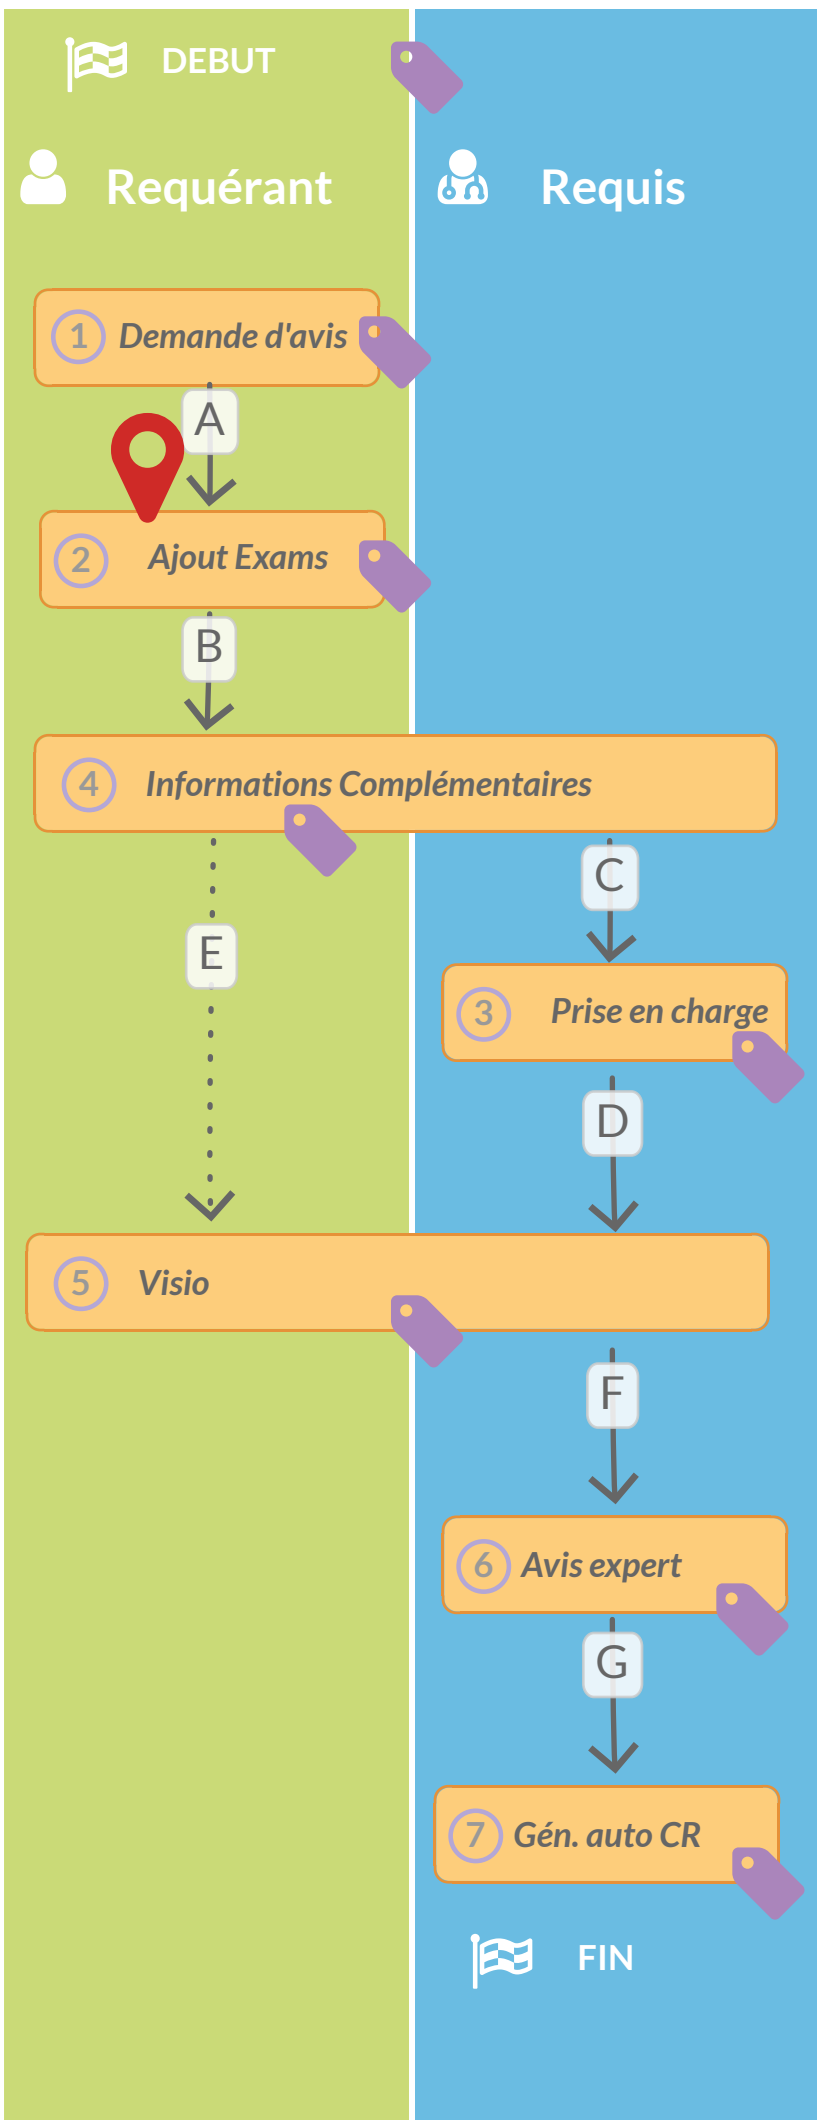 DEBUT
Requérant
Requis
1 Demande d'avis
A
2 Ajout Exams
B
4 Informations Complémentaires
C
E
3 Prise en charge
D
5 Visio
F
6 Avis expert
G
7 Gén. auto CR
FIN